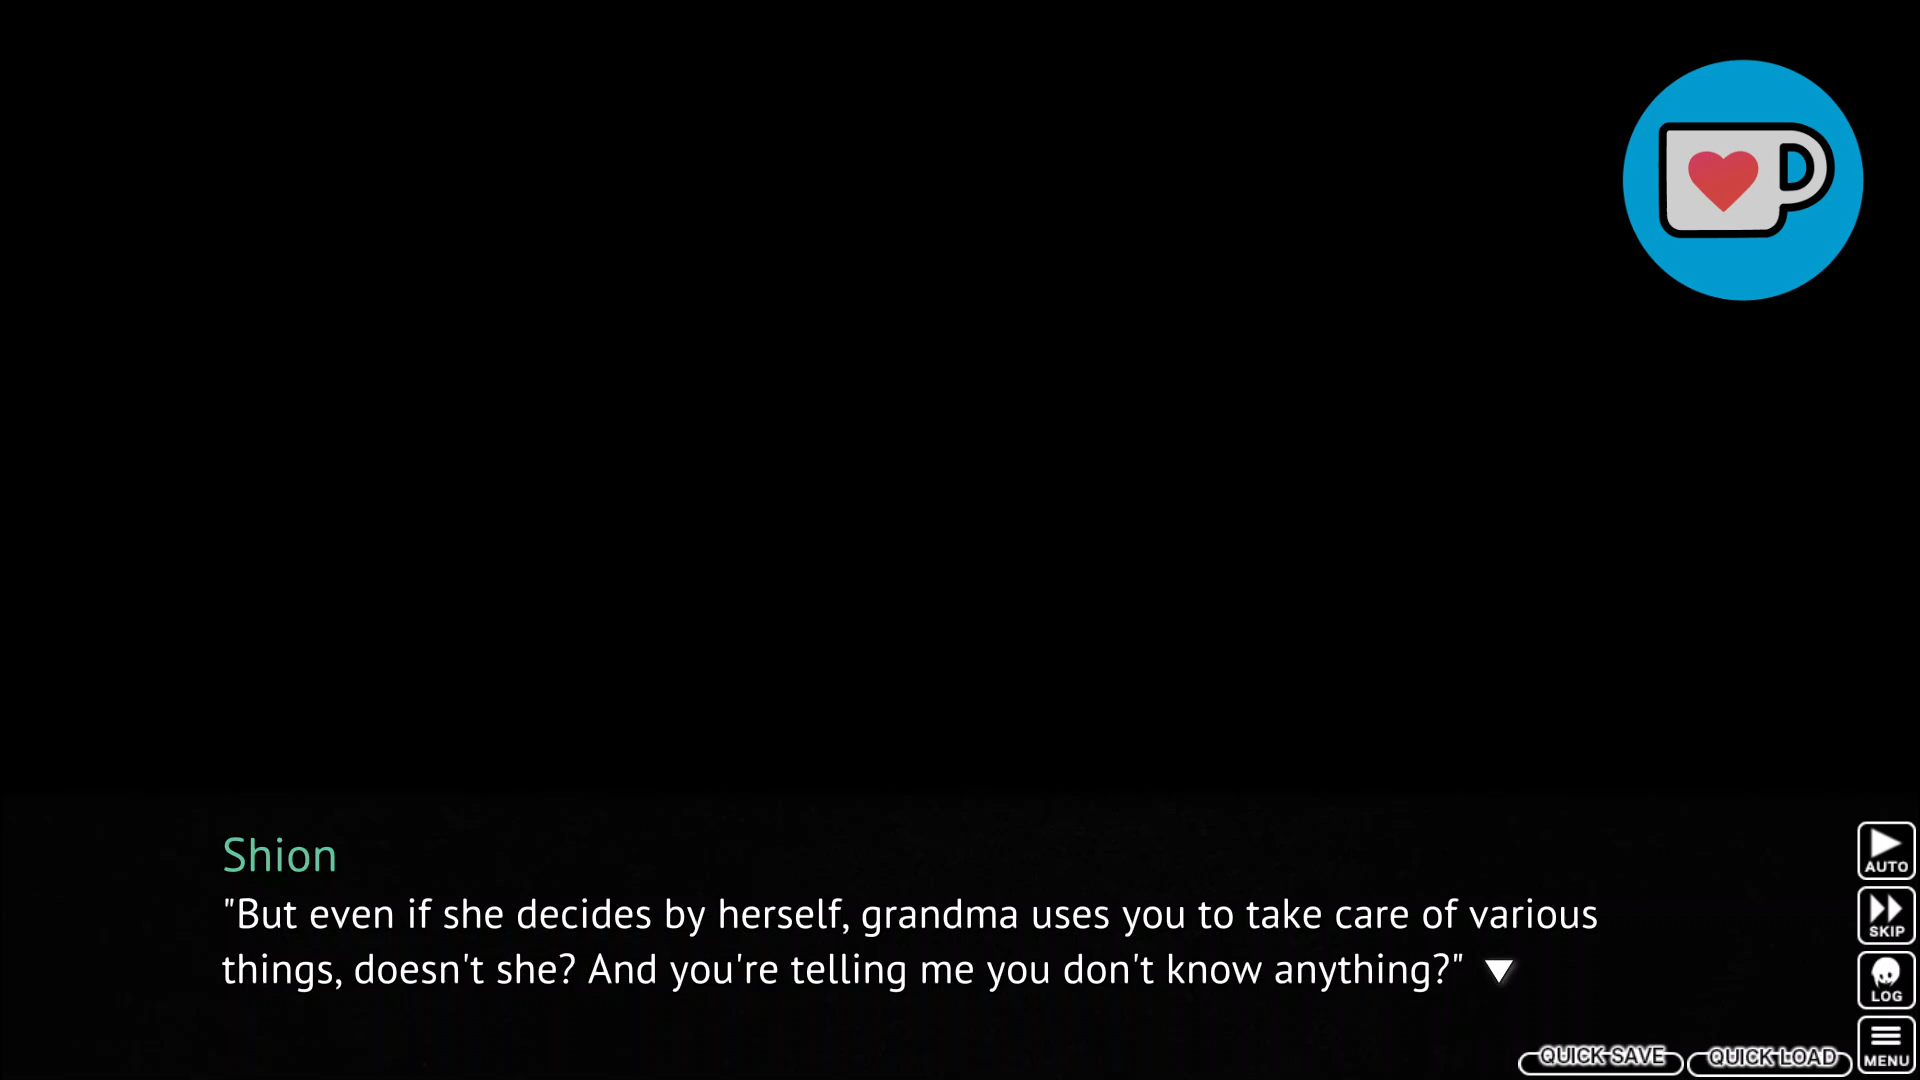 Shion
"But even if she decides by herself, grandma uses you to take care of various
things, doesn't she? And you're telling me you don't know anything?"
AUTO
SKIP
LOG
MENU
QUICK SAVE
QUICK LOAD